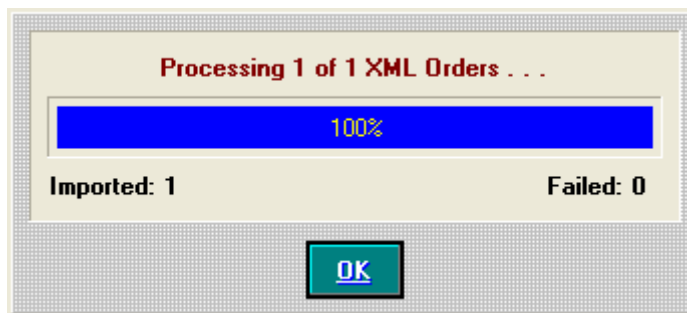 Processing 1 of 1 XML Orders . . .
100%
Imported: 1 Failed: 0
OK